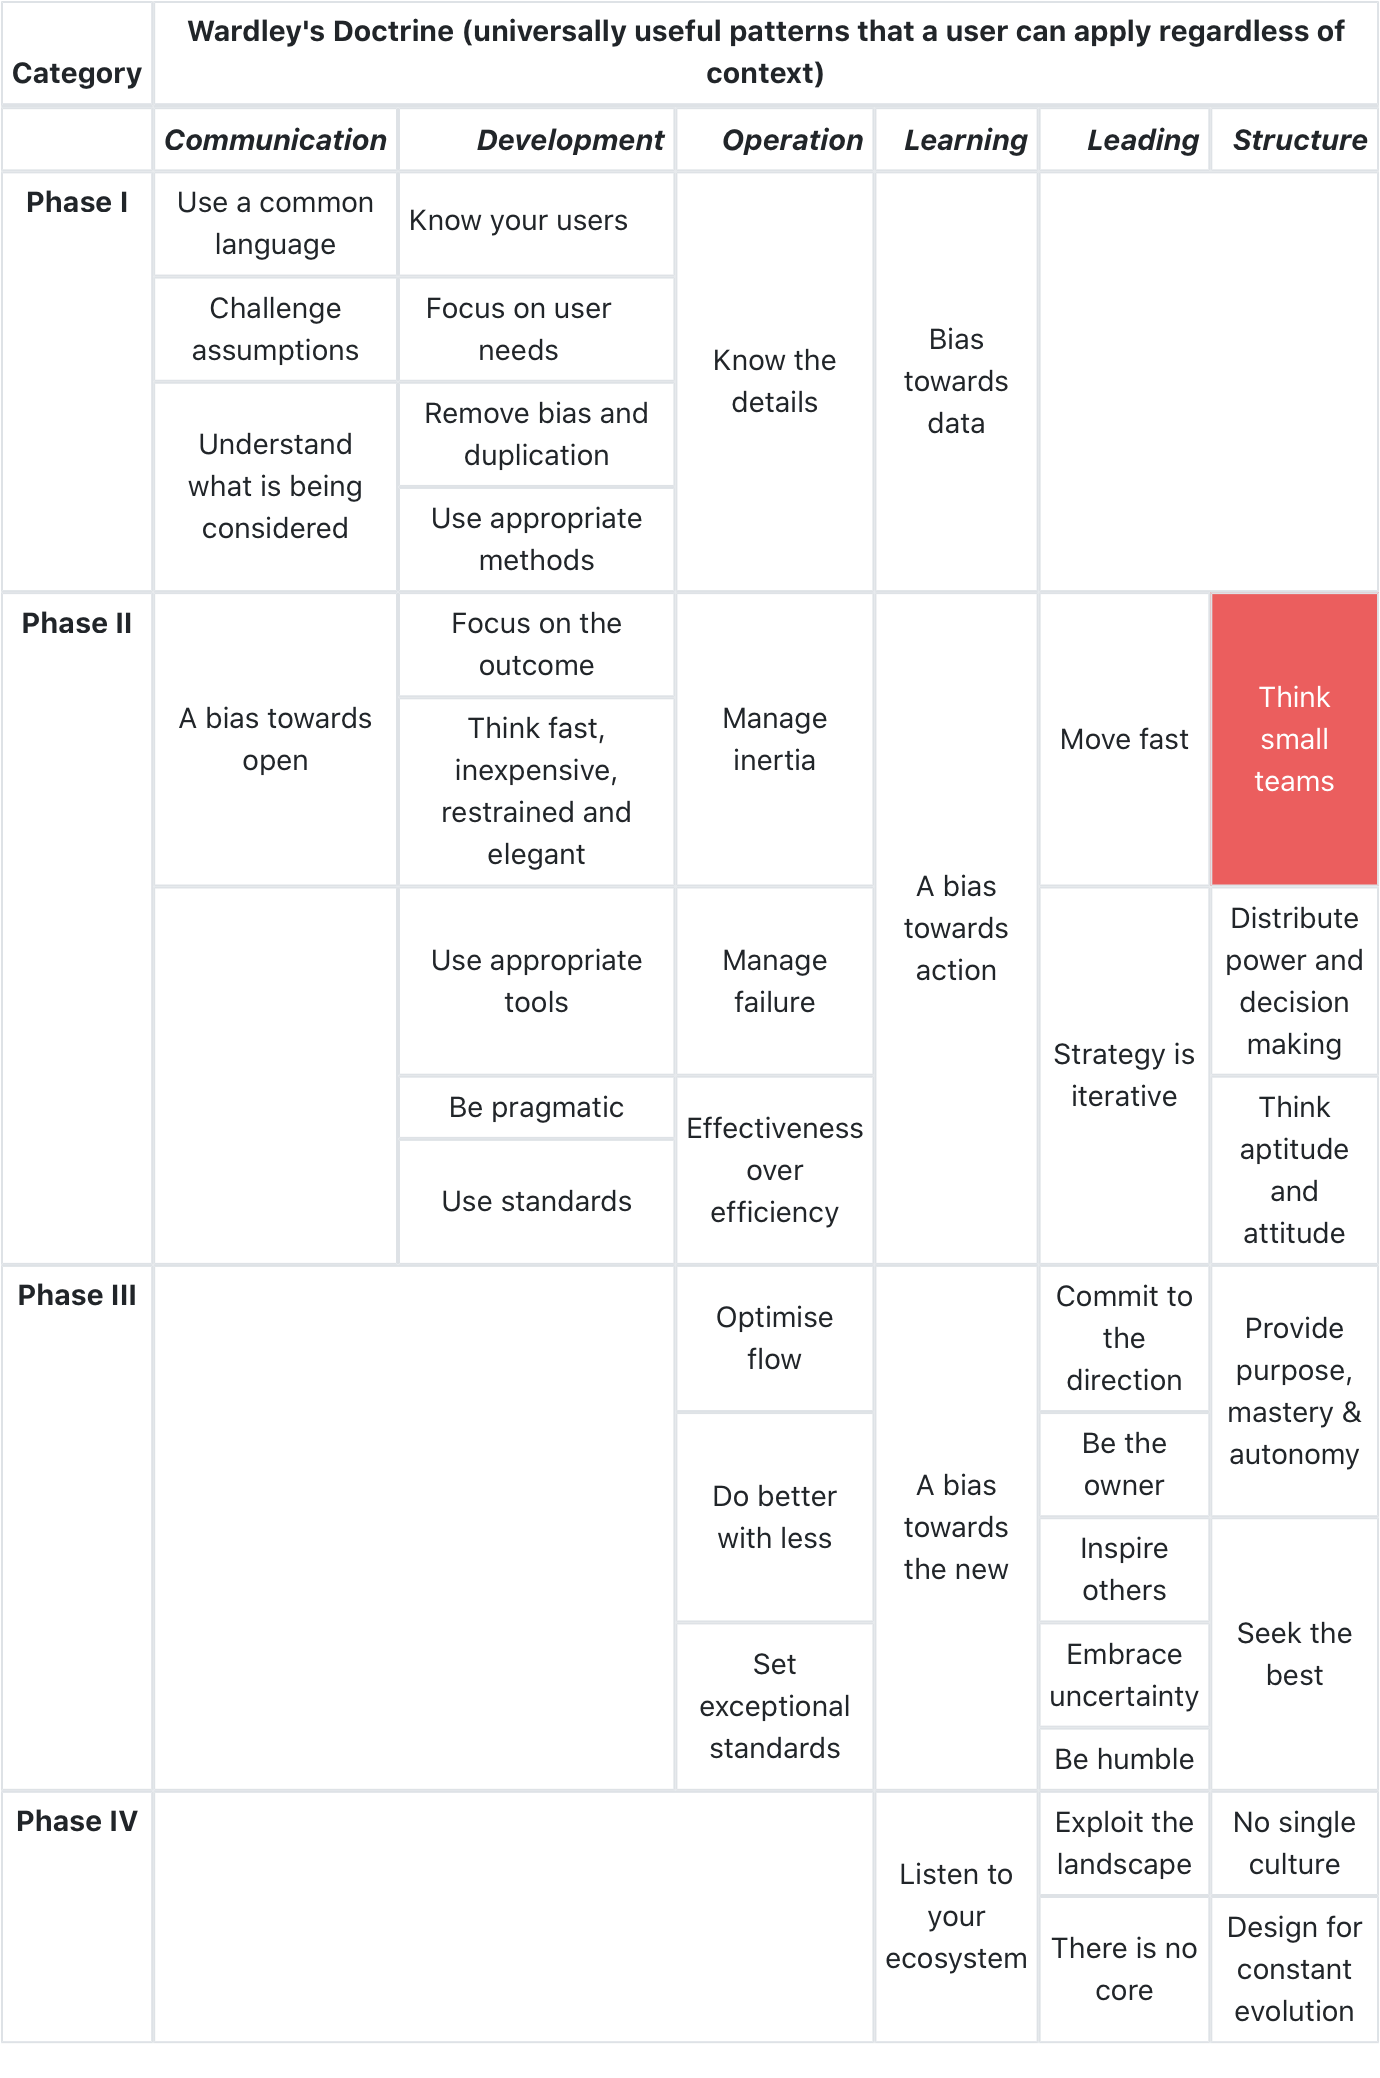 Category
Wardley's Doctrine (universally useful patterns that a user can apply regardless of
context)
Communication
Development
Operation
Learning
Leading
Structure
Phase I
Use a common
language
Know your users
Know the
details
Bias
towards
data
Challenge
assumptions
Focus on user
needs
Understand
what is being
considered
Remove bias and
duplication
Use appropriate
methods
Phase II
A bias towards
open
Focus on the
outcome
Manage
inertia
A bias
towards
action
Move fast
Think
small
teams
Think fast,
inexpensive,
restrained and
elegant
Use appropriate
tools
Manage
failure
Strategy is
iterative
Distribute
power and
decision
making
Be pragmatic
Effectiveness
over
efficiency
Think
aptitude
and
attitude
Use standards
Phase III
Optimise
flow
A bias
towards
the new
Commit to
the
direction
Provide
purpose,
mastery &
autonomy
Do better
with less
Be the
owner
Inspire
others
Seek the
best
Set
exceptional
standards
Embrace
uncertainty
Be humble
Phase IV
Listen to
your
ecosystem
Exploit the
landscape
No single
culture
There is no
core
Design for
constant
evolution